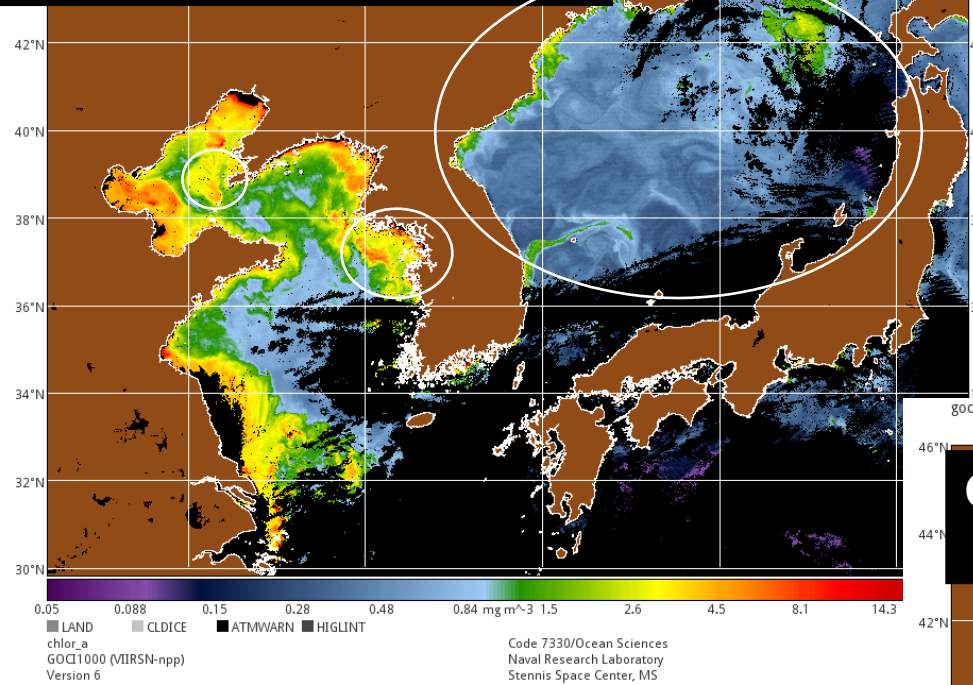 42°N
40°N
38°N
36°N
34°N
32°N
30°N
goc
46°N
44°N
42°N
0.05 0.088 0.15 0.28 0.48 0.84 mg m^-3 1.5 2.6 4.5 8.1 14.3
LAND CLDICE ATMWARN HIGLINT
chlor_a
GOCI1000 (VIIRSN-npp)
Version 6
Code 7330/Ocean Sciences
Naval Research Laboratory
Stennis Space Center, MS